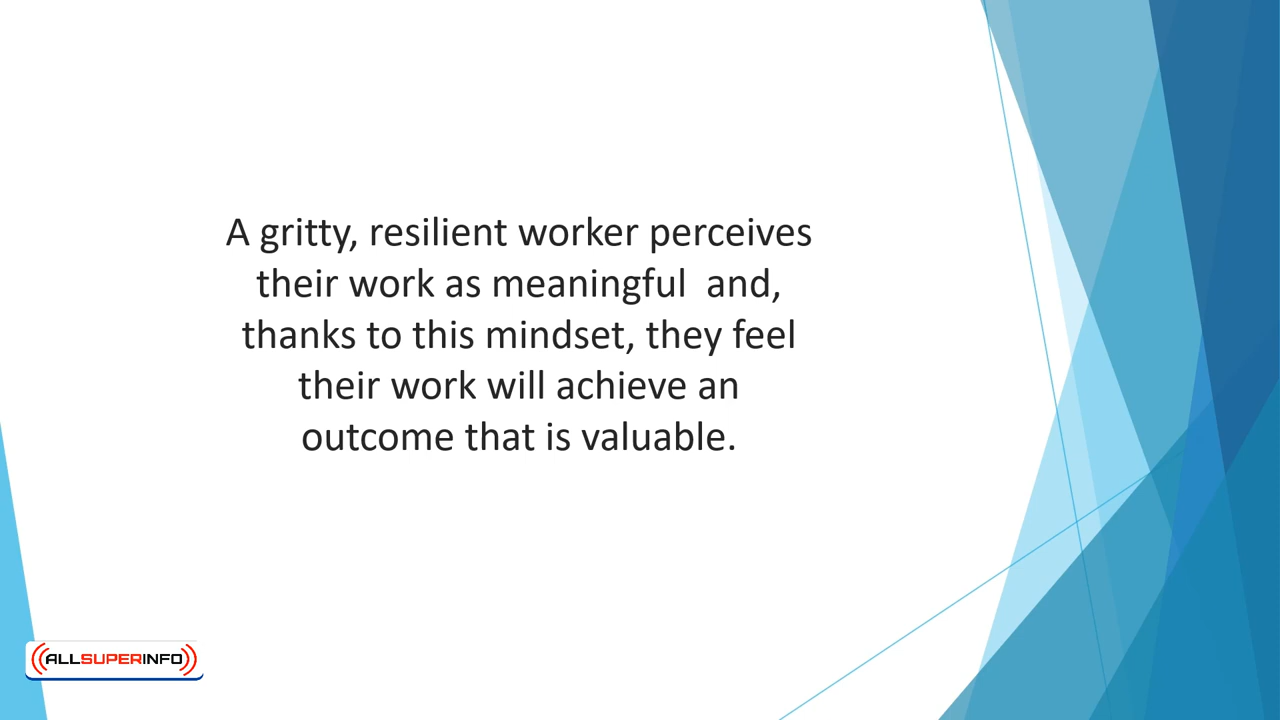 A gritty, resilient worker perceives
their work as meaningful  and,
thanks to this mindset, they feel
their work will achieve an
outcome that is valuable.
ALLSUPERINFO